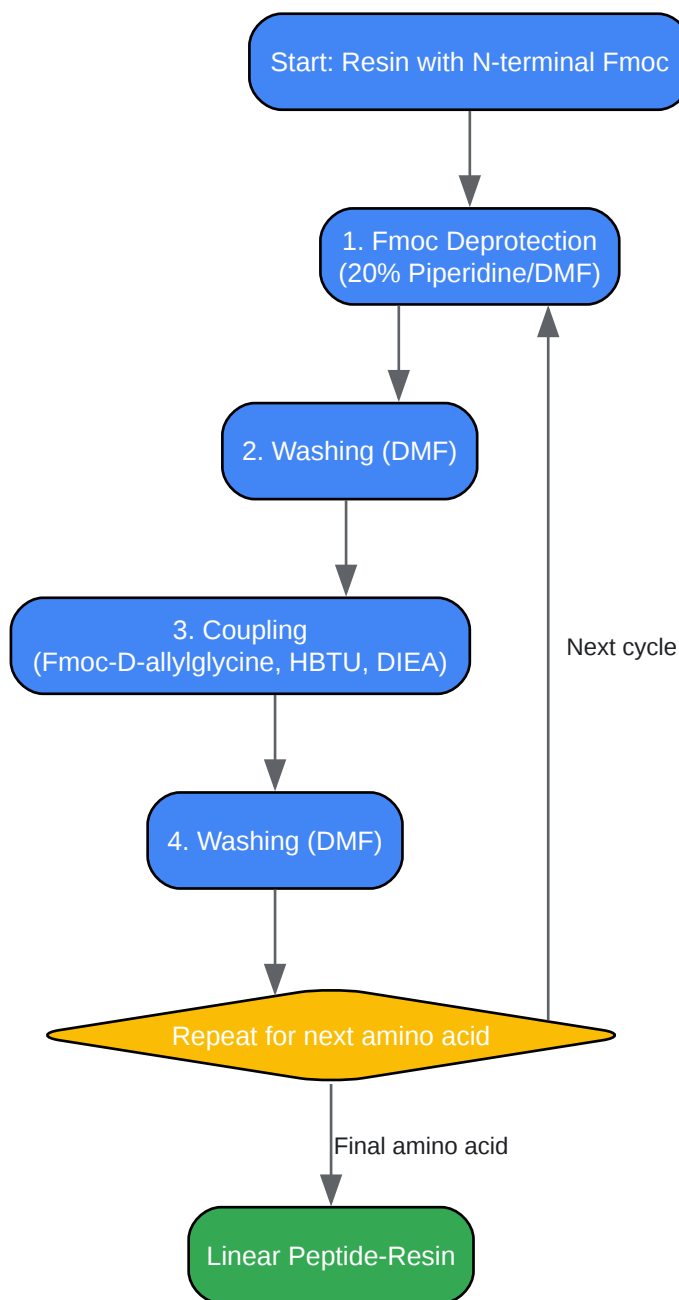 Start: Resin with N-terminal Fmoc
1. Fmoc Deprotection
(20% Piperidine/DMF)
2. Washing (DMF)
3. Coupling
(Fmoc-D-allylglycine, HBTU, DIEA)
Next cycle
4. Washing (DMF)
Repeat for next amino acid
Final amino acid
Linear Peptide-Resin